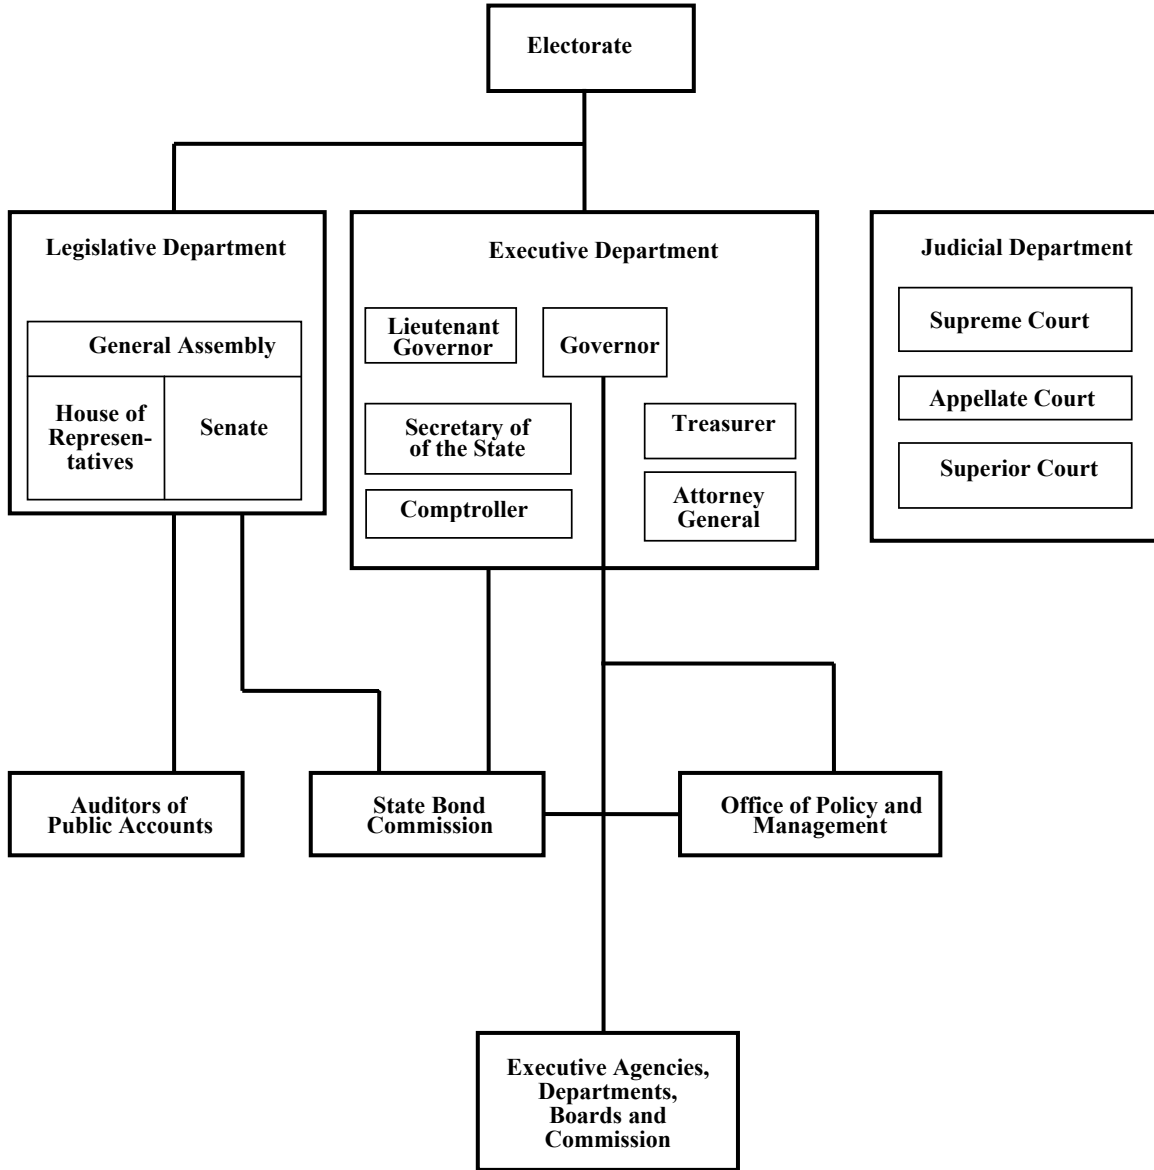 Electorate
Legislative Department
General Assembly
House of
Represen-
tatives
Senate
Executive Department
Lieutenant
Governor
Governor
Secretary of
of the State
Treasurer
Comptroller
Attorney
General
Judicial Department
Supreme Court
Appellate Court
Superior Court
Auditors of
Public Accounts
State Bond
Commission
Office of Policy and
Management
Executive Agencies,
Departments,
Boards and
Commission